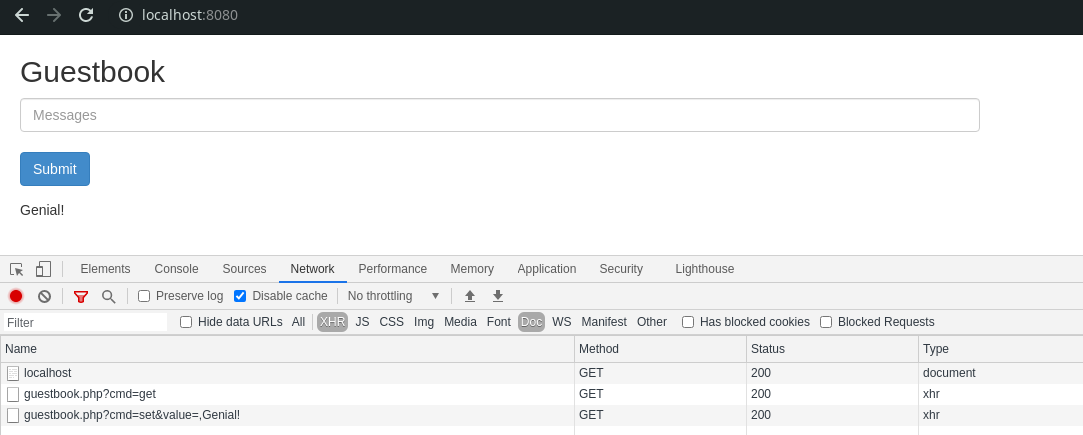 localhost:8080
Guestbook
Messages
Submit
Genial!
Elements Console Sources Network Performance Memory Application Security Lighthouse
Preserve log Disable cache No throttling
Filter Hide data URLs All XHR JS CSS Img Media Font Doc WS Manifest Other Has blocked cookies Blocked Requests
Name Method Status Type
localhost GET 200 document
guestbook.php?cmd=get GET 200 xhr
guestbook.php?cmd=set&value=,Genial! GET 200 xhr